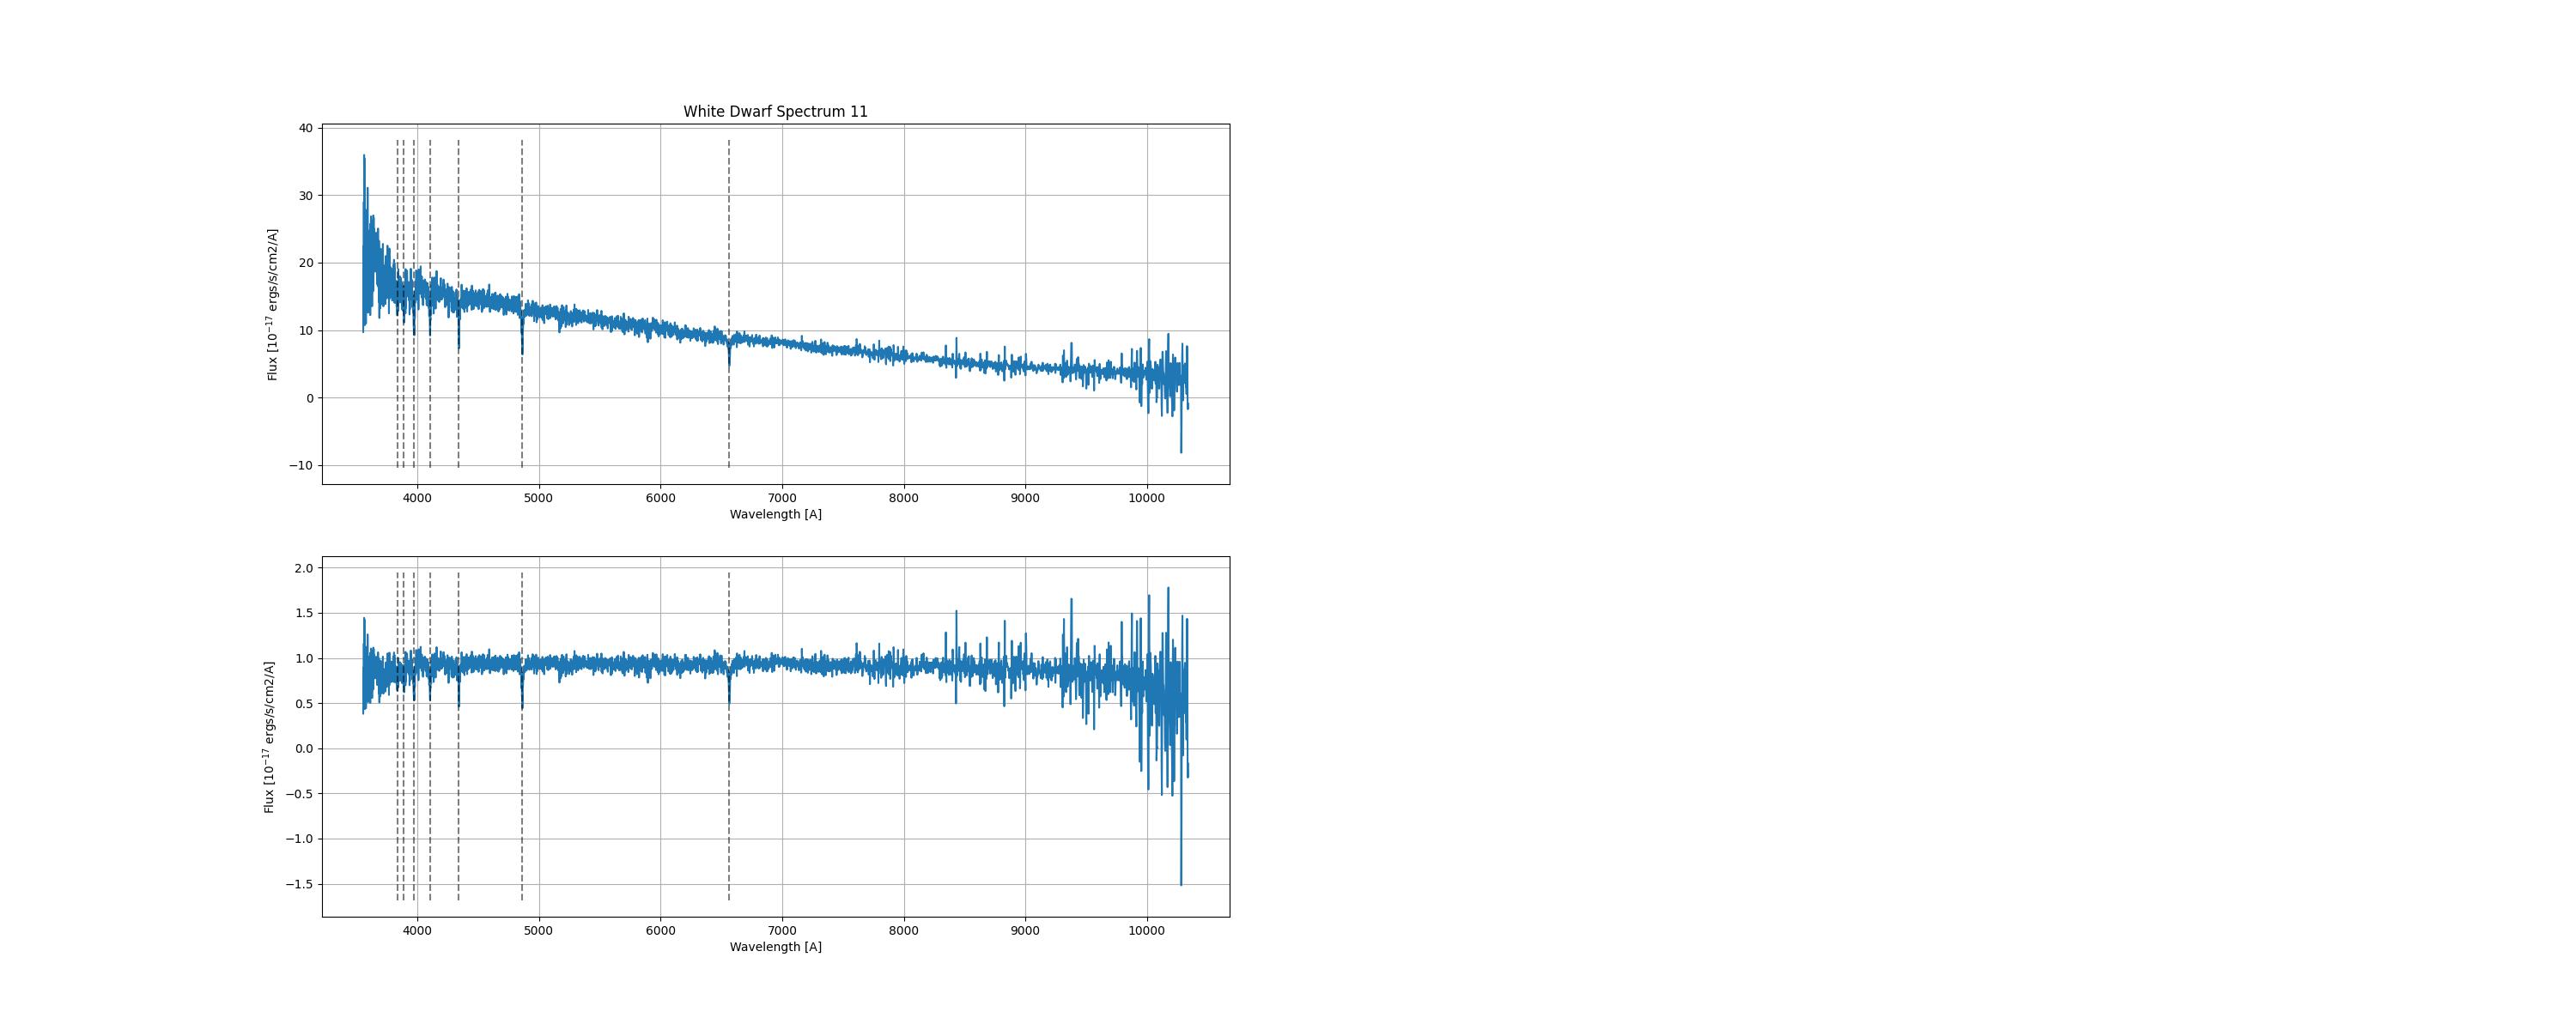 White Dwarf Spectrum 11
40
30
20
10
0
−10
Flux [10⁻¹⁷ ergs/s/cm2/A]
4000 5000 6000 7000 8000 9000 10000
Wavelength [A]
2.0
1.5
1.0
0.5
0.0
−0.5
−1.0
−1.5
Flux [10⁻¹⁷ ergs/s/cm2/A]
4000 5000 6000 7000 8000 9000 10000
Wavelength [A]